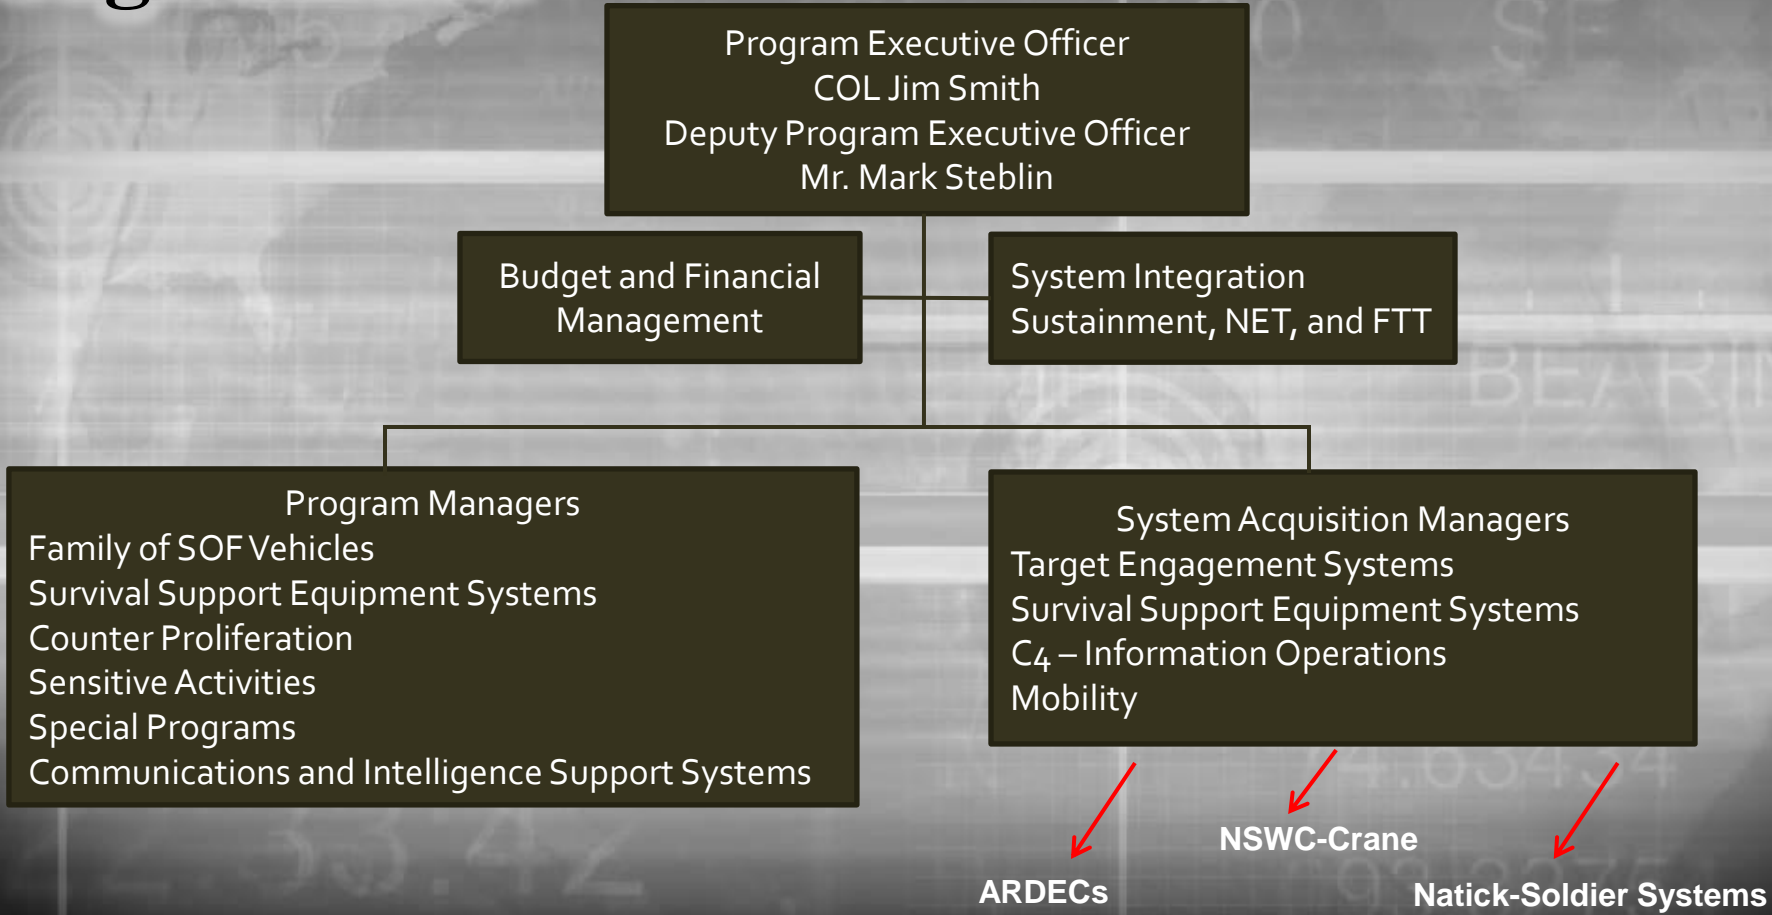 Program Executive Officer
COL Jim Smith
Deputy Program Executive Officer
Mr. Mark Steblin
Budget and Financial
Management
System Integration
Sustainment, NET, and FTT
Program Managers
Family of SOF Vehicles
Survival Support Equipment Systems
Counter Proliferation
Sensitive Activities
Special Programs
Communications and Intelligence Support Systems
System Acquisition Managers
Target Engagement Systems
Survival Support Equipment Systems
C4 – Information Operations
Mobility
NSWC-Crane
ARDECs
Natick-Soldier Systems